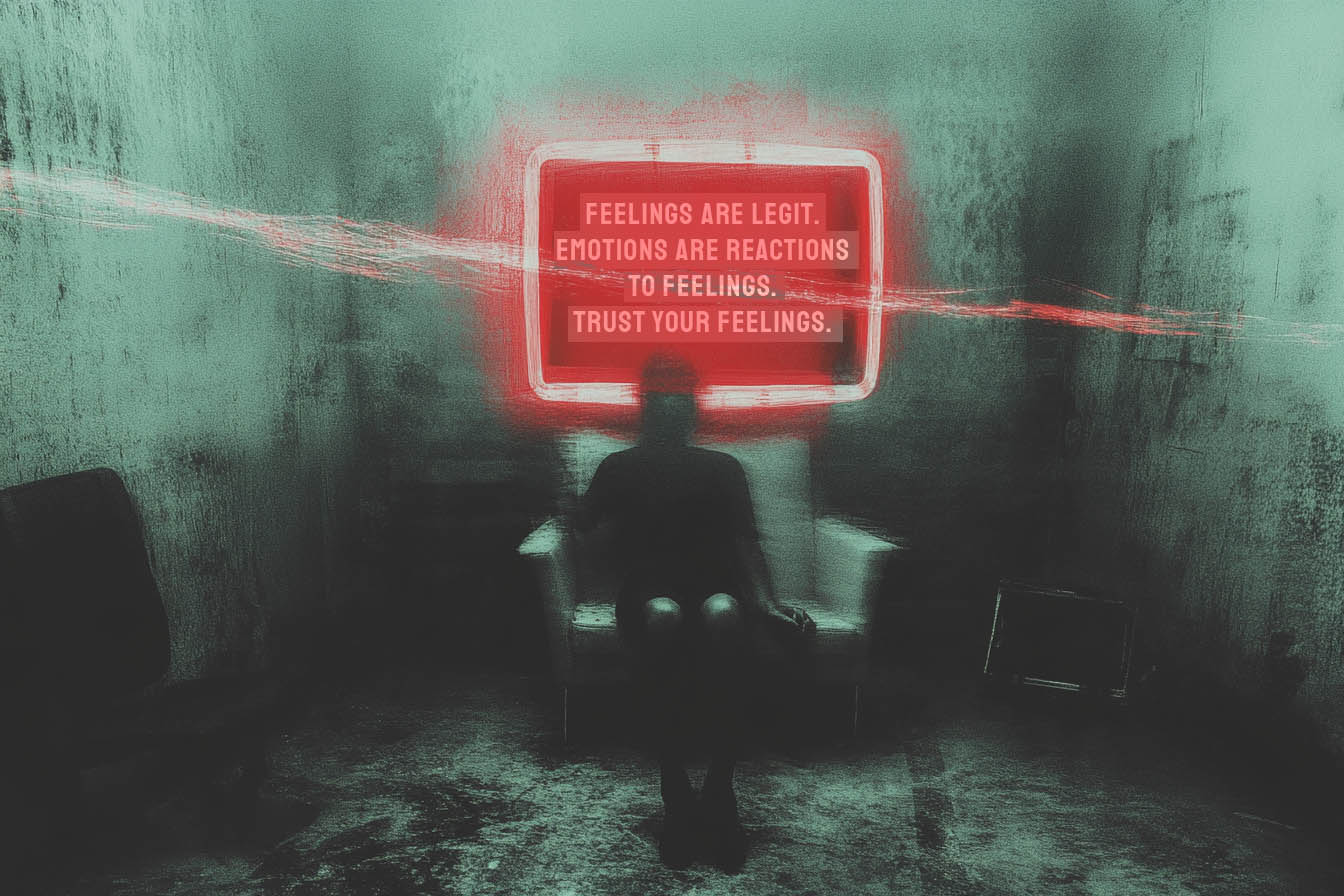 FEELINGS ARE LEGIT.
EMOTIONS ARE REACTIONS
TO FEELINGS.
TRUST YOUR FEELINGS.